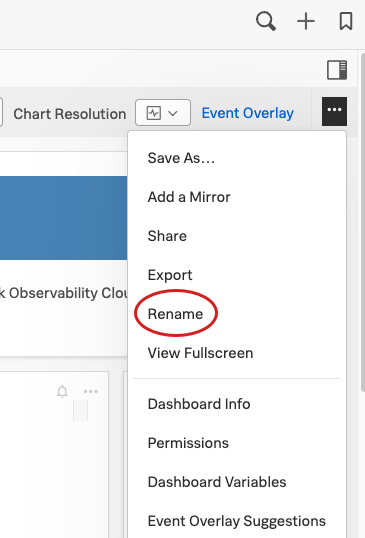 Chart Resolution
Event Overlay
Save As...
Add a Mirror
Share
k Observability Clou
Export
Rename
View Fullscreen
Dashboard Info
Permissions
Dashboard Variables
Event Overlay Suggestions